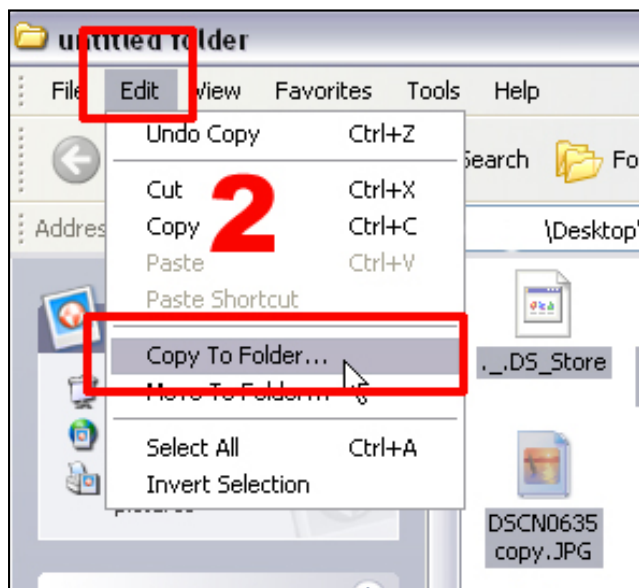 untitled folder
File Edit View Favorites Tools Help
Undo Copy Ctrl+Z
Search
Cut Ctrl+X
2
Copy Ctrl+C
\Desktop\
Paste Ctrl+V
Paste Shortcut
Copy To Folder...
._.DS_Store
Move To Folder...
Select All Ctrl+A
Invert Selection
pictures
DSCN0635
copy.JPG